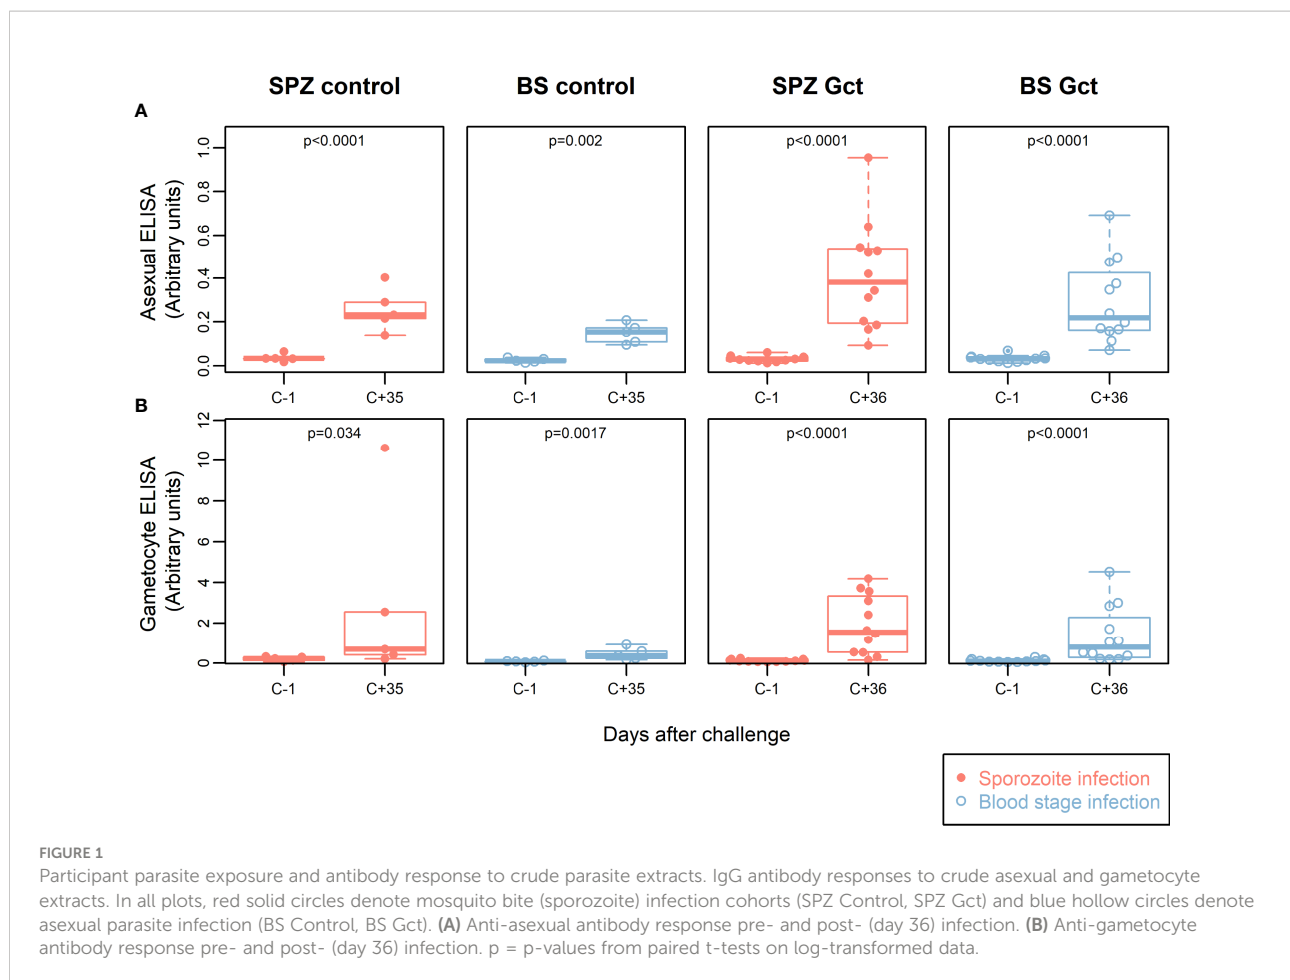 SPZ control BS control SPZ Gct BS Gct
A
p<0.0001 p=0.002 p<0.0001 p<0.0001
Asexual ELISA
(Arbitrary units)
1.0
0.8
0.6
0.4
0.2
0.0
C-1 C+35 C-1 C+35 C-1 C+36 C-1 C+36
B
p=0.034 p=0.0017 p<0.0001 p<0.0001
Gametocyte ELISA
(Arbitrary units)
12
10
8
6
4
2
0
C-1 C+35 C-1 C+35 C-1 C+36 C-1 C+36
Days after challenge
Sporozoite infection
Blood stage infection
FIGURE 1
Participant parasite exposure and antibody response to crude parasite extracts. IgG antibody responses to crude asexual and gametocyte
extracts. In all plots, red solid circles denote mosquito bite (sporozoite) infection cohorts (SPZ Control, SPZ Gct) and blue hollow circles denote
asexual parasite infection (BS Control, BS Gct). (A) Anti-asexual antibody response pre- and post- (day 36) infection. (B) Anti-gametocyte
antibody response pre- and post- (day 36) infection. p = p-values from paired t-tests on log-transformed data.